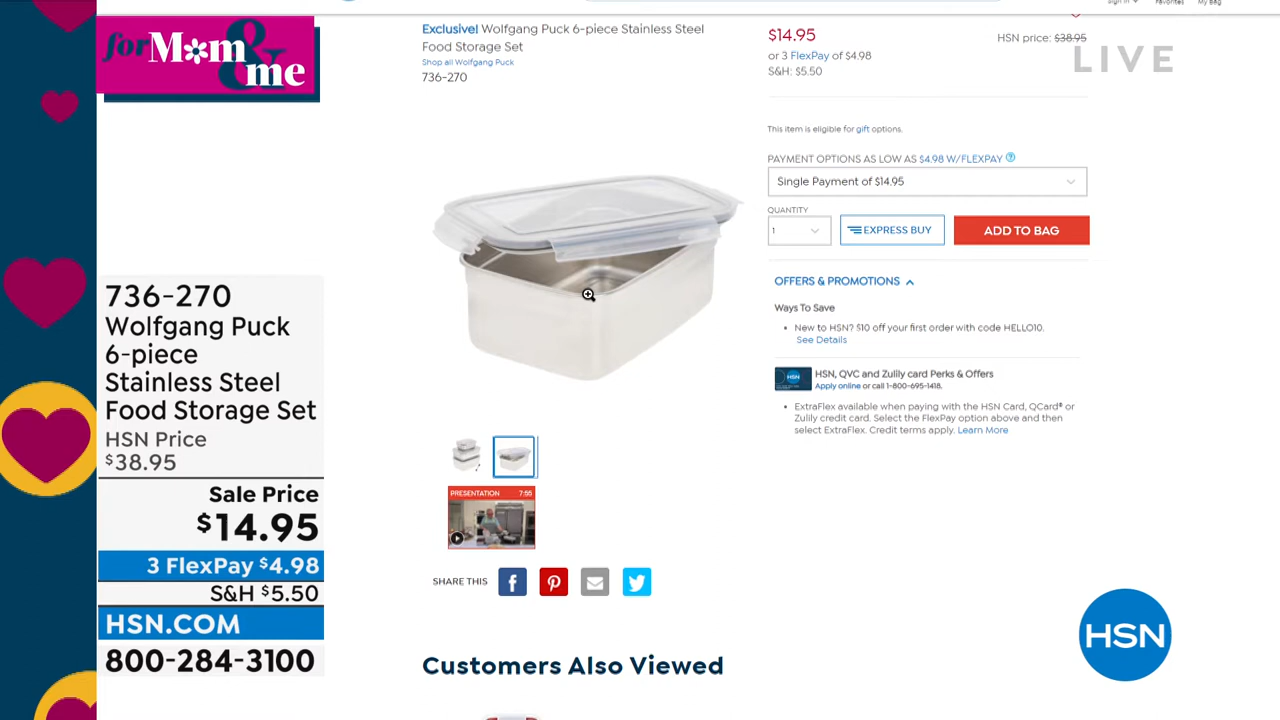 Sign In
Favorites
My Bag
for Mom
&
me
Exclusive! Wolfgang Puck 6-piece Stainless Steel
Food Storage Set
Shop all Wolfgang Puck
736-270
$14.95
HSN price: $38.95
or 3 FlexPay of $4.98
S&H: $5.50
LIVE
This item is eligible for gift options.
PAYMENT OPTIONS AS LOW AS $4.98 W/FLEXPAY ?
Single Payment of $14.95
QUANTITY
1
EXPRESS BUY
ADD TO BAG
OFFERS & PROMOTIONS
Ways To Save
• New to HSN? $10 off your first order with code HELLO10.
See Details
HSN
HSN, QVC and Zulily card Perks & Offers
Apply online or call 1-800-695-1418.
• ExtraFlex available when paying with the HSN Card, QCard® or
Zulily credit card. Select the FlexPay option above and then
select ExtraFlex. Credit terms apply. Learn More
PRESENTATION 7:55
SHARE THIS
Customers Also Viewed
736-270
Wolfgang Puck
6-piece
Stainless Steel
Food Storage Set
HSN Price
$38.95
Sale Price
$14.95
3 FlexPay $4.98
S&H $5.50
HSN.COM
800-284-3100
HSN